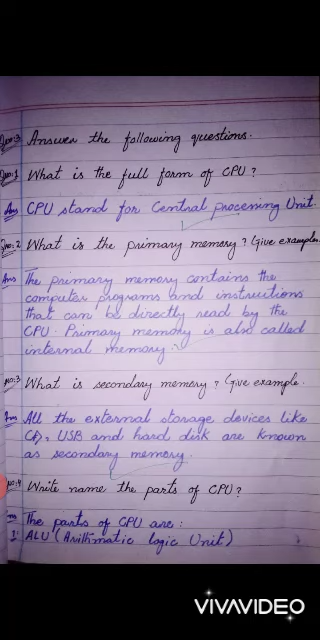 Qno:3 Answer the following questions.
Qno:1 What is the full form of CPU?
Ans CPU stand for Central processing Unit.
Qno:2 What is the primary memory? Give example.
Ans The primary memory contains the
computer programs and instructions
that can be directly read by the
CPU. Primary memory is also called
internal memory.
no:3 What is secondary memory? Give example.
Ans All the external storage devices like
CD, USB and hard disk are known
as secondary memory.
no:4 Write name the parts of CPU?
Ans The parts of CPU are:
1 ALU (Arithmatic logic Unit)
VIVAVIDEO